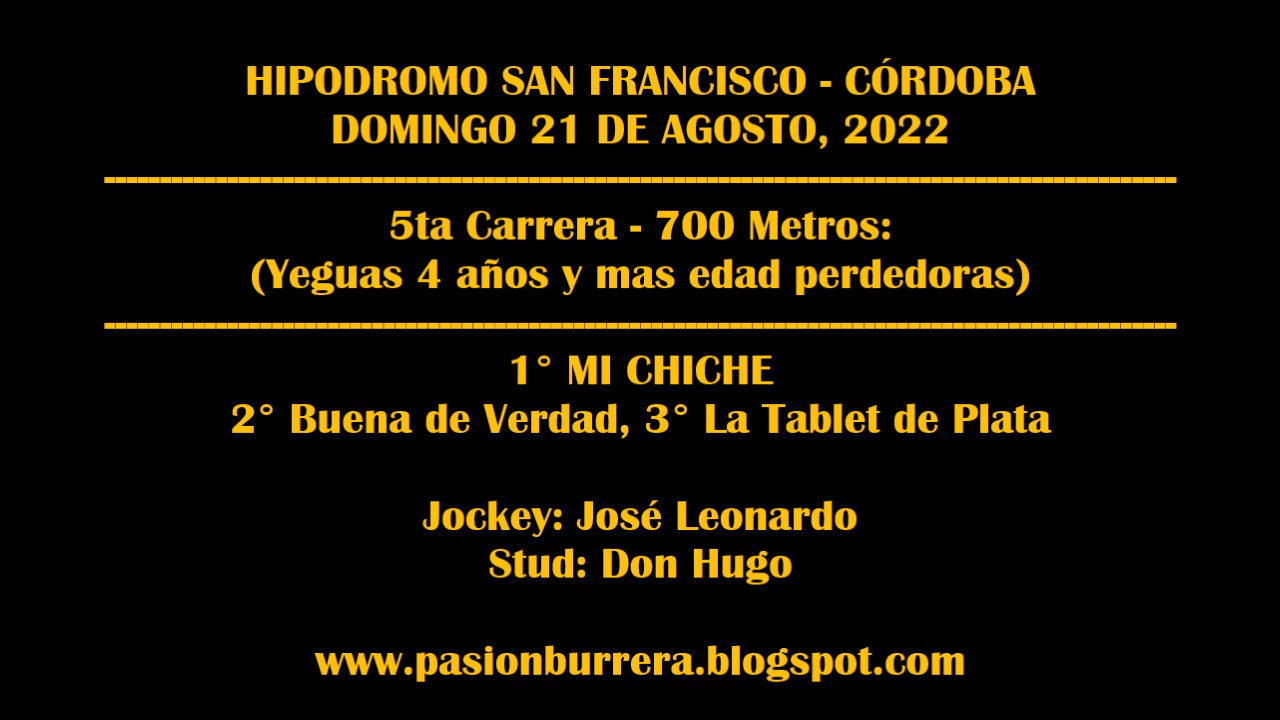 HIPODROMO SAN FRANCISCO - CÓRDOBA
DOMINGO 21 DE AGOSTO, 2022
5ta Carrera - 700 Metros:
(Yeguas 4 años y mas edad perdedoras)
1° MI CHICHE
2° Buena de Verdad, 3° La Tablet de Plata
Jockey: José Leonardo
Stud: Don Hugo
www.pasionburrera.blogspot.com